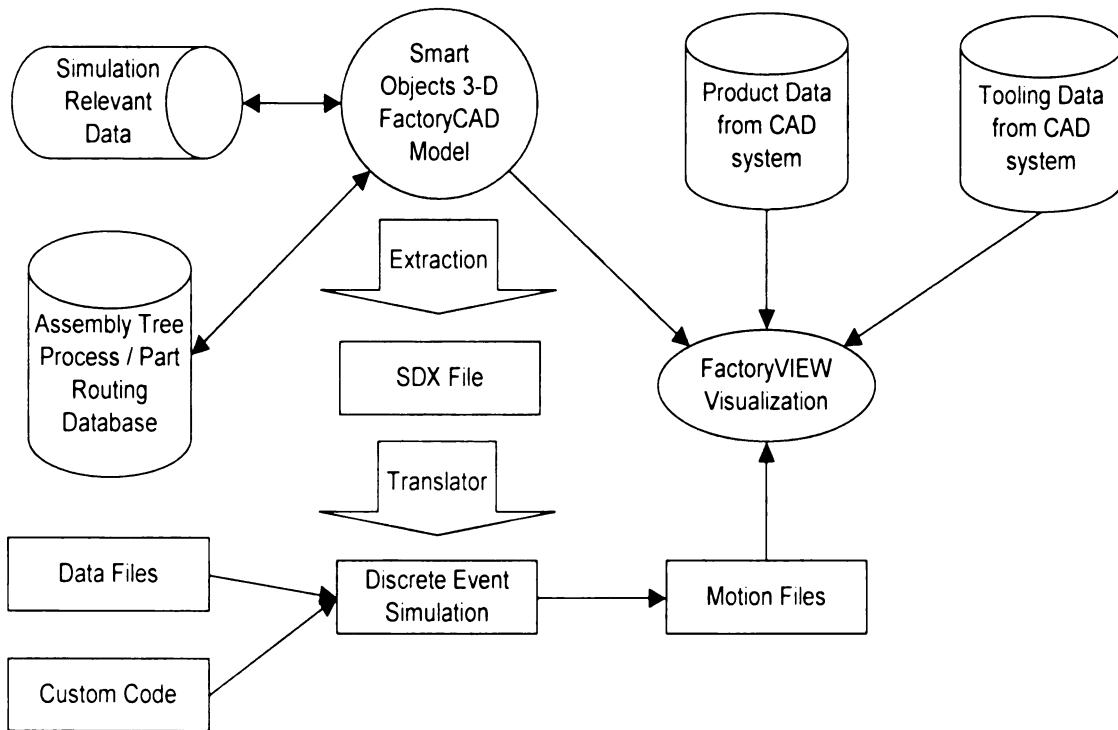 Simulation
Relevant
Data
Smart
Objects 3-D
FactoryCAD
Model
Product Data
from CAD
system
Tooling Data
from CAD
system
Extraction
Assembly Tree
Process / Part
Routing
Database
SDX File
FactoryVIEW
Visualization
Translator
Data Files
Discrete Event
Simulation
Motion Files
Custom Code